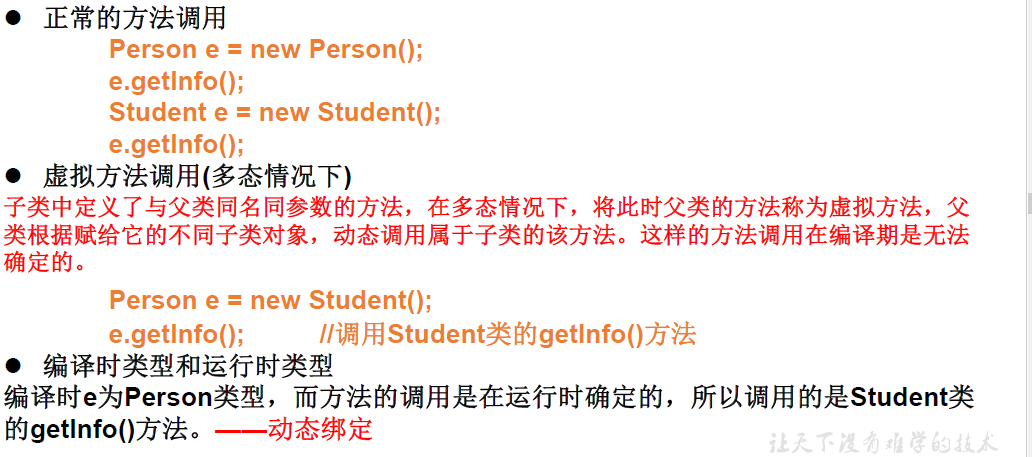 ● 正常的方法调用
Person e = new Person();
e.getInfo();
Student e = new Student();
e.getInfo();
● 虚拟方法调用(多态情况下)
子类中定义了与父类同名同参数的方法，在多态情况下，将此时父类的方法称为虚拟方法，父
类根据赋给它的不同子类对象，动态调用属于子类的该方法。这样的方法调用在编译期是无法
确定的。
Person e = new Student();
e.getInfo(); //调用Student类的getInfo()方法
● 编译时类型和运行时类型
编译时e为Person类型，而方法的调用是在运行时确定的，所以调用的是Student类
的getInfo()方法。——动态绑定
让天下没有难学的技术